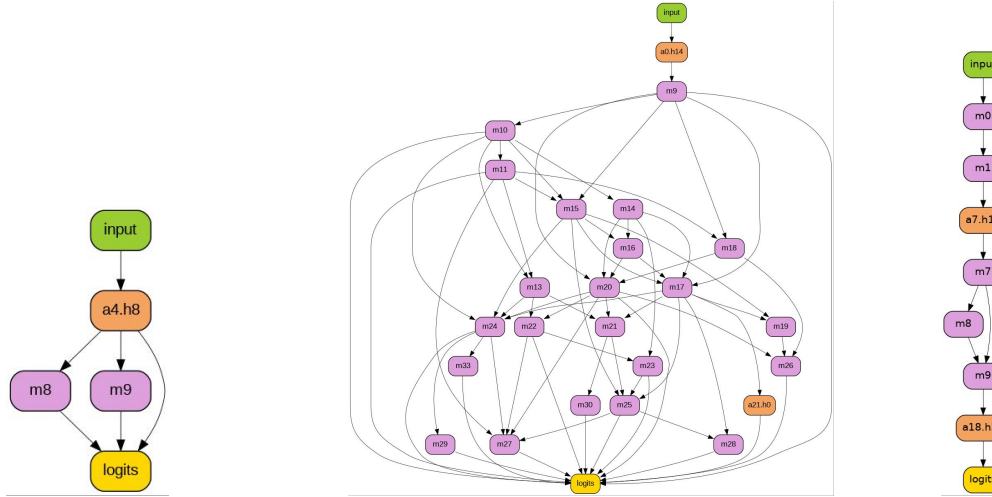 input
a4.h8
m8 m9
logits
input
a0.h14
m9
m10
m11
m15 m14
m16 m18
m13 m20 m17
m24 m22 m21 m19
m33 m23 m26
m30 m25 a21.h0
m29 m27 m28
logits
input
m0
m1
m7
m8
m9